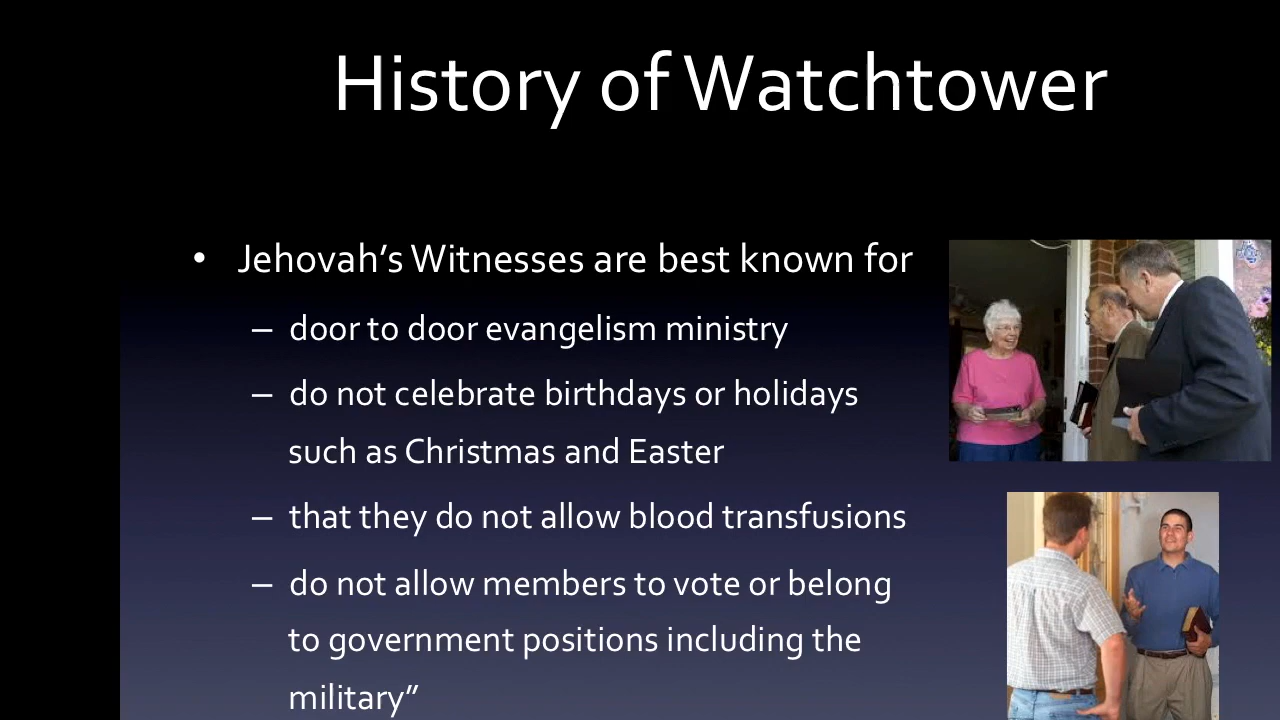 History of Watchtower
• Jehovah’s Witnesses are best known for
– door to door evangelism ministry
– do not celebrate birthdays or holidays
such as Christmas and Easter
– that they do not allow blood transfusions
– do not allow members to vote or belong
to government positions including the
military”